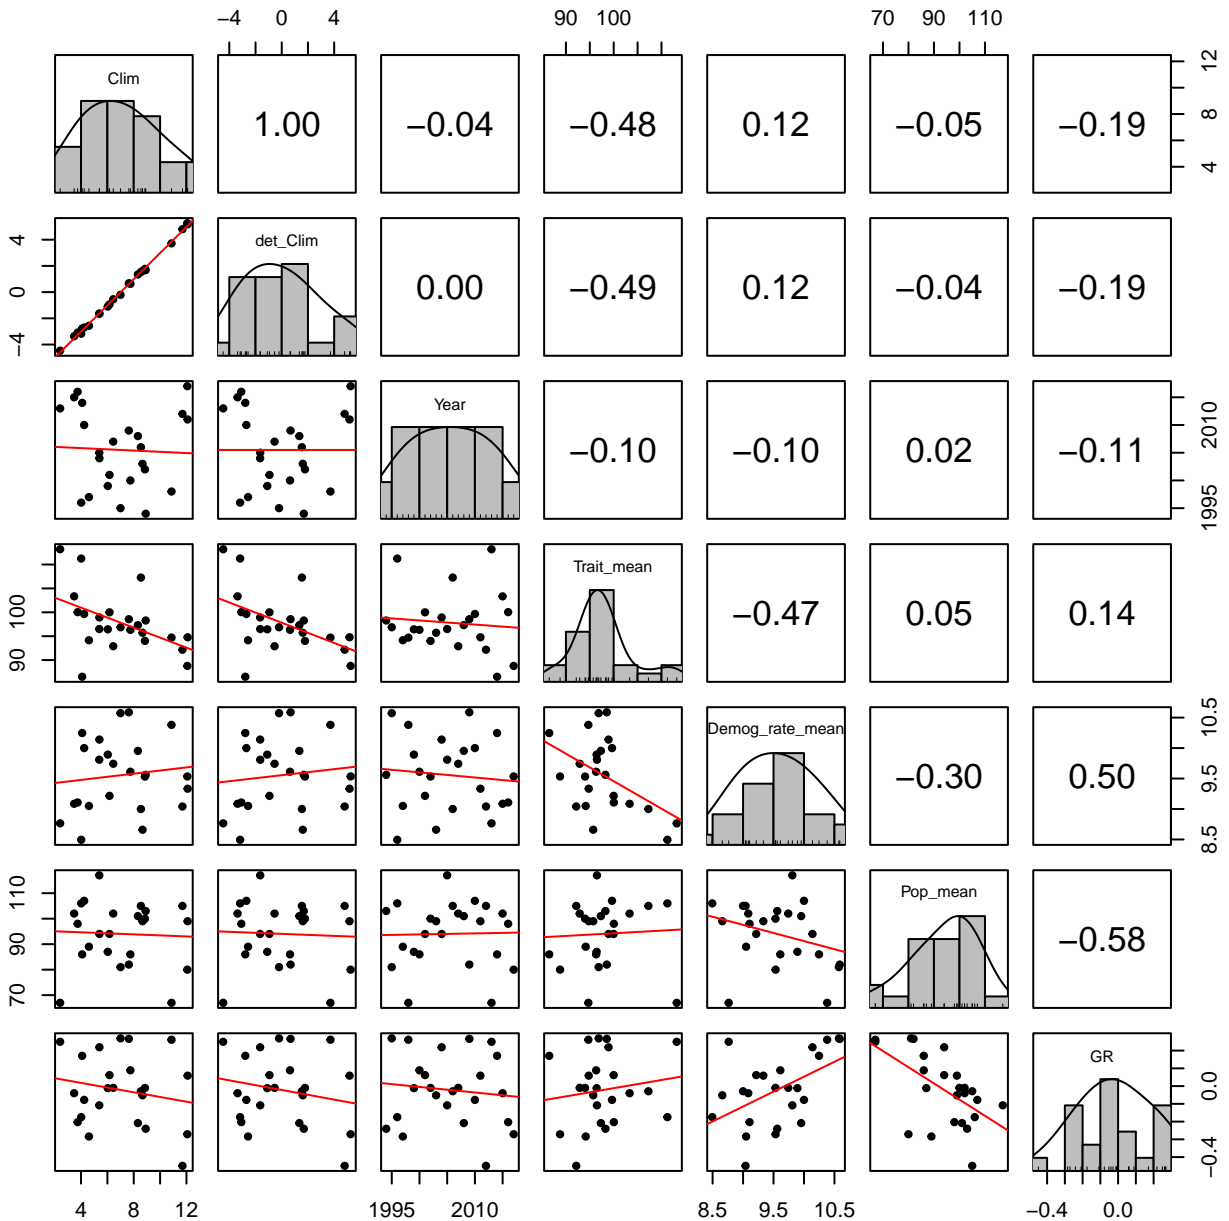 −4 0 4 90 100 70 90 110
Clim 1.00 −0.04 −0.48 0.12 −0.05 −0.19 4 8 12
−4 0 4 det_Clim 0.00 −0.49 0.12 −0.04 −0.19
Year −0.10 −0.10 0.02 −0.11 1995 2010
90 100 Trait_mean −0.47 0.05 0.14
Demog_rate_mean −0.30 0.50 8.5 9.5 10.5
70 90 110 Pop_mean −0.58
GR −0.4 0.0
4 8 12 1995 2010 8.5 9.5 10.5 −0.4 0.0